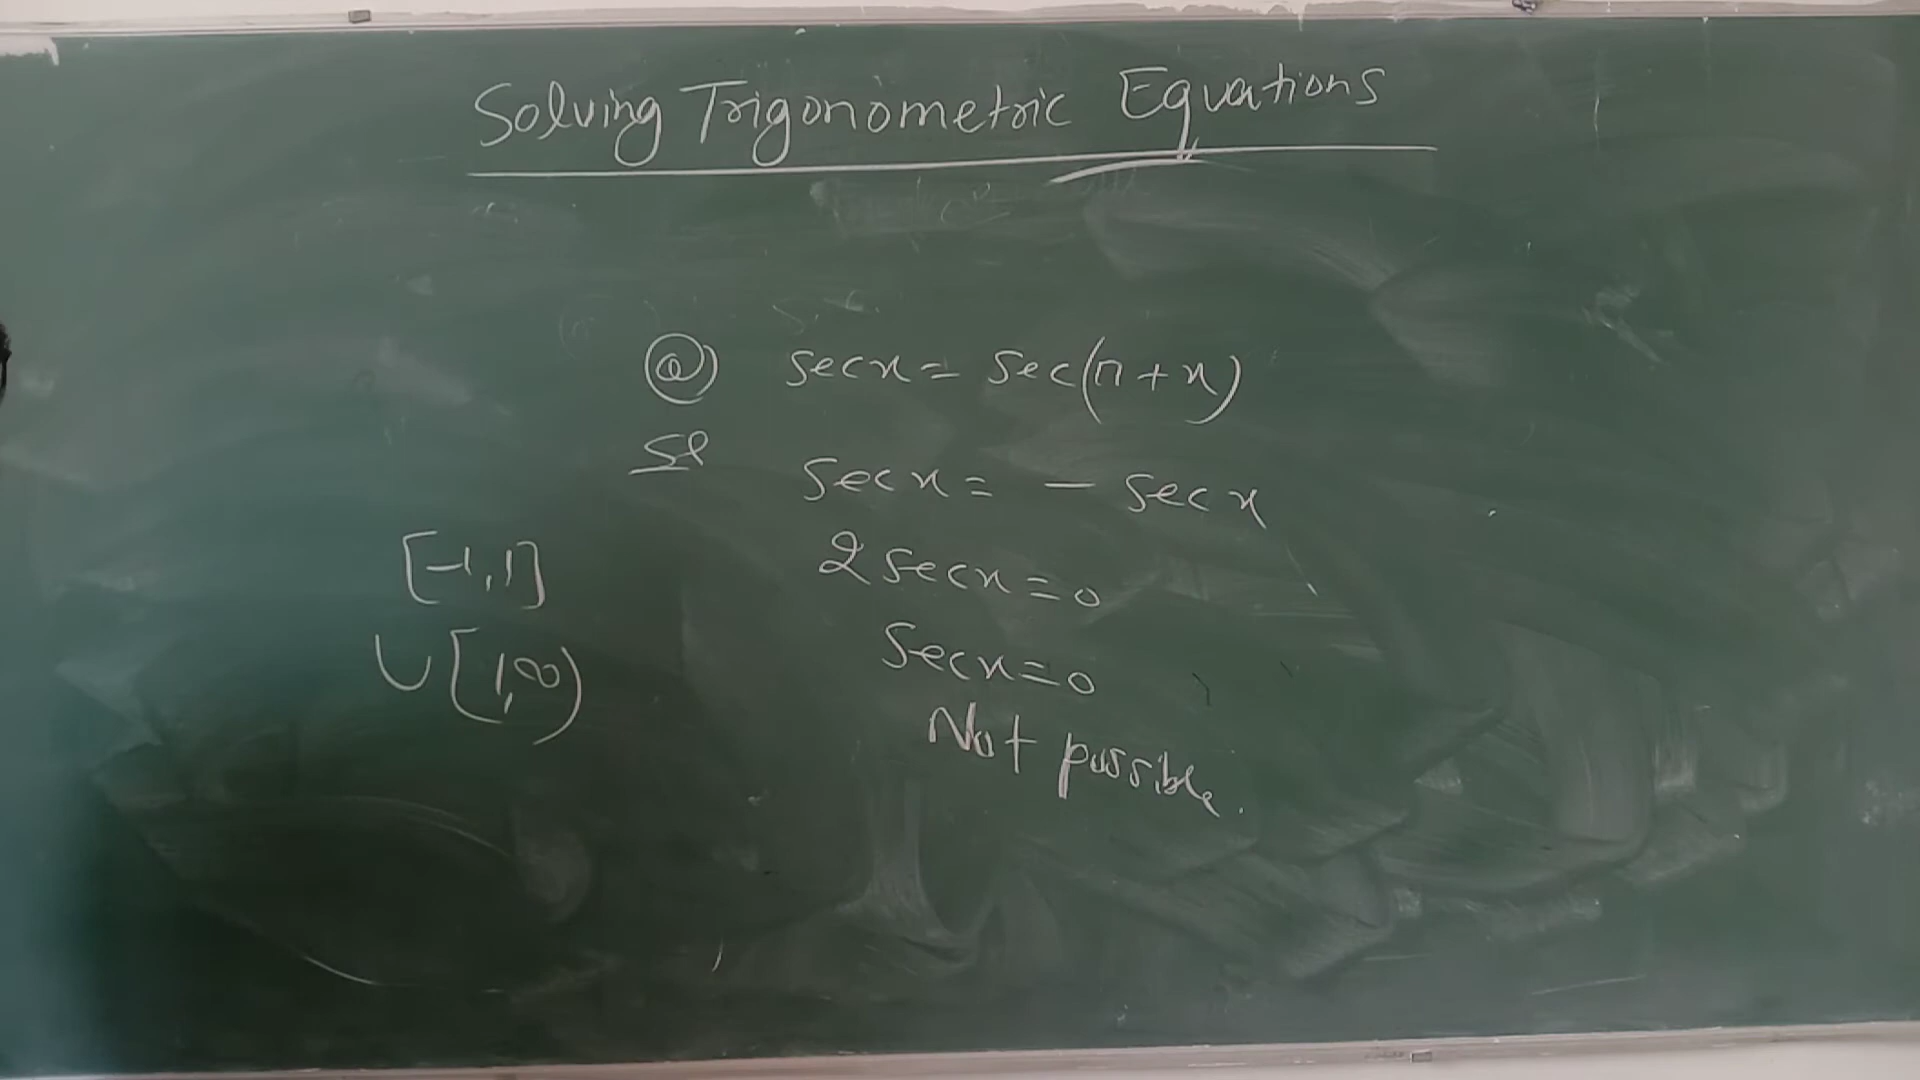 Solving Trigonometric Equations
(a) secx = sec(π + x)
Sol
secx = - secx
2 secx = 0
secx = 0
Not possible.
[-1, 1]
∪ [1, ∞)